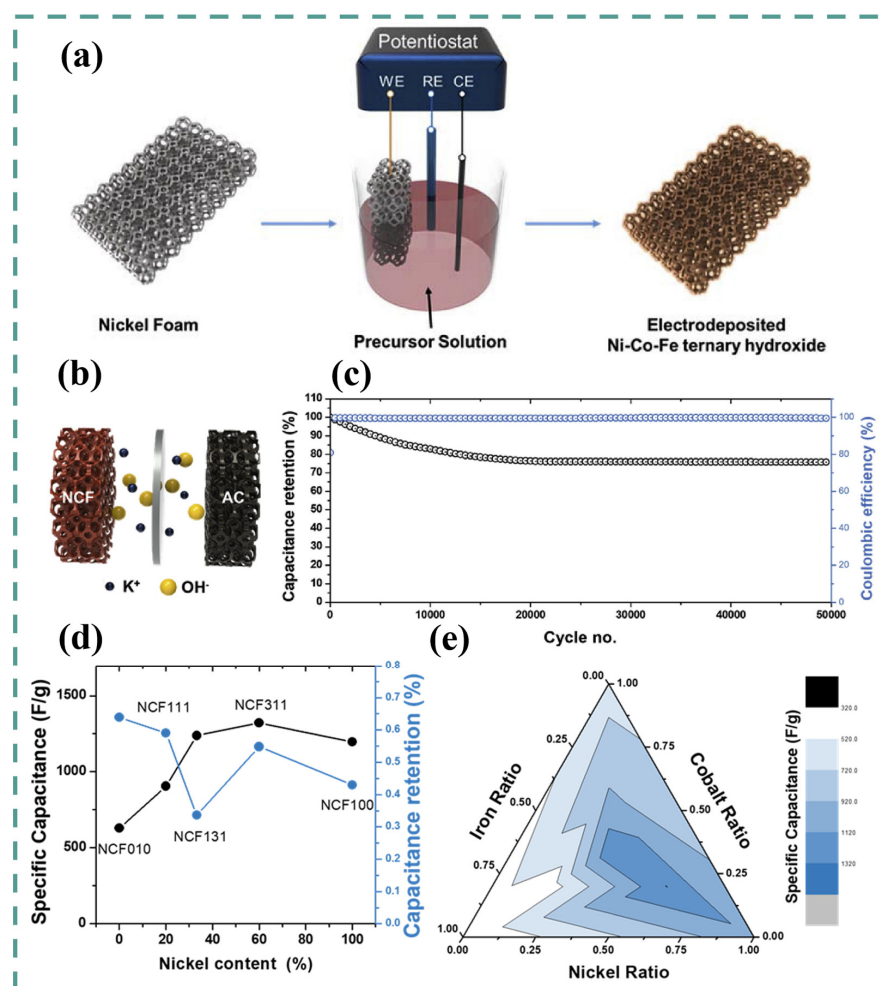 (a)
Potentiostat
WE RE CE
Nickel Foam
Precursor Solution
Electrodeposited
Ni-Co-Fe ternary hydroxide
(b)
NCF
AC
K⁺
OH⁻
(c)
Capacitance retention (%)
110
100
90
80
70
60
50
40
30
20
10
0
Coulombic efficiency (%)
100
80
60
40
20
0
0 10000 20000 30000 40000 50000
Cycle no.
(d)
Specific Capacitance (F/g)
1500
1000
500
0
NCF111
NCF311
NCF100
NCF131
NCF010
Capacitance retention (%)
0.8
0.7
0.6
0.5
0.4
0.3
0.2
0.1
0.0
0 20 40 60 80 100
Nickel content (%)
(e)
0.00
1.00
0.25
0.75
Iron Ratio
Cobalt Ratio
0.50
0.50
0.75
0.25
1.00
0.00
0.00 0.25 0.50 0.75 1.00
Nickel Ratio
Specific Capacitance (F/g)
320.0
520.0
720.0
920.0
1120
1320